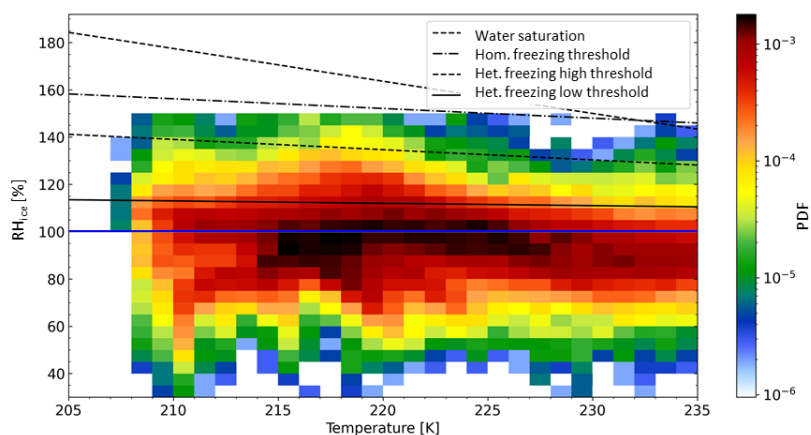 180
160
140
120
100
80
60
40
RHice [%]
205
210
215
220
225
230
235
Temperature [K]
Water saturation
Hom. freezing threshold
Het. freezing high threshold
Het. freezing low threshold
10⁻³
10⁻⁴
10⁻⁵
10⁻⁶
PDF